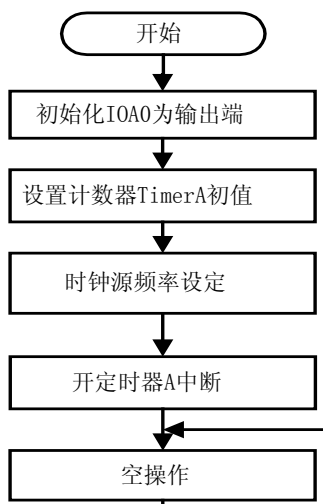 开始
初始化IOA0为输出端
设置计数器TimerA初值
时钟源频率设定
开定时器A中断
空操作